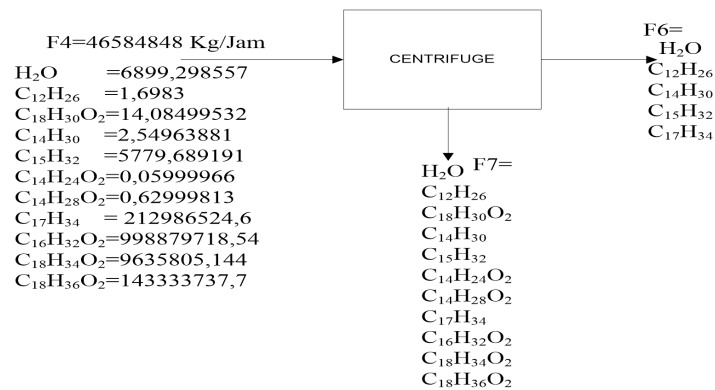 F4=46584848 Kg/Jam
H₂O =6899,298557
C₁₂H₂₆ =1,6983
C₁₈H₃₀O₂=14,08499532
C₁₄H₃₀ =2,54963881
C₁₅H₃₂ =5779,689191
C₁₄H₂₄O₂=0,05999966
C₁₄H₂₈O₂=0,62999813
C₁₇H₃₄ = 212986524,6
C₁₆H₃₂O₂=998879718,54
C₁₈H₃₄O₂=9635805,144
C₁₈H₃₆O₂=143333737,7
CENTRIFUGE
F6=
H₂O
C₁₂H₂₆
C₁₄H₃₀
C₁₅H₃₂
C₁₇H₃₄
H₂O F7=
C₁₂H₂₆
C₁₈H₃₀O₂
C₁₄H₃₀
C₁₅H₃₂
C₁₄H₂₄O₂
C₁₄H₂₈O₂
C₁₇H₃₄
C₁₆H₃₂O₂
C₁₈H₃₄O₂
C₁₈H₃₆O₂